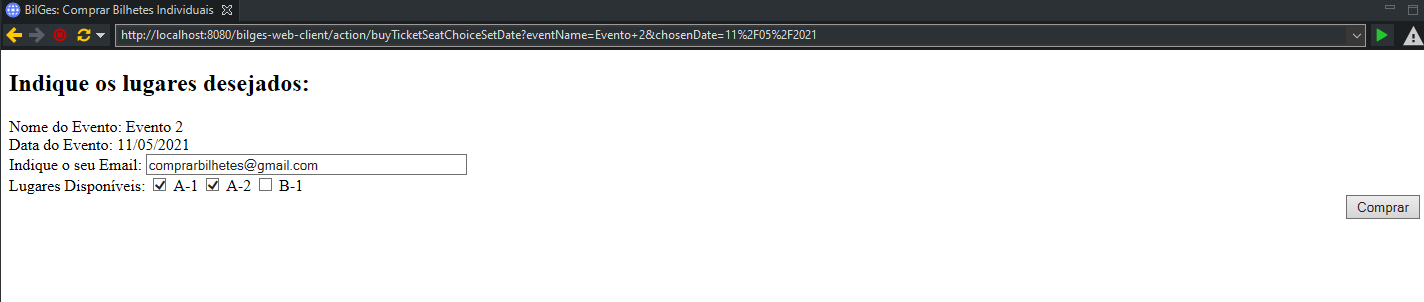 BilGes: Comprar Bilhetes Individuais
http://localhost:8080/bilges-web-client/action/buyTicketSeatChoiceSetDate?eventName=Evento+2&chosenDate=11%2F05%2F2021
Indique os lugares desejados:
Nome do Evento: Evento 2
Data do Evento: 11/05/2021
Indique o seu Email: comprarbilhetes@gmail.com
Lugares Disponíveis: A-1 A-2 B-1
Comprar